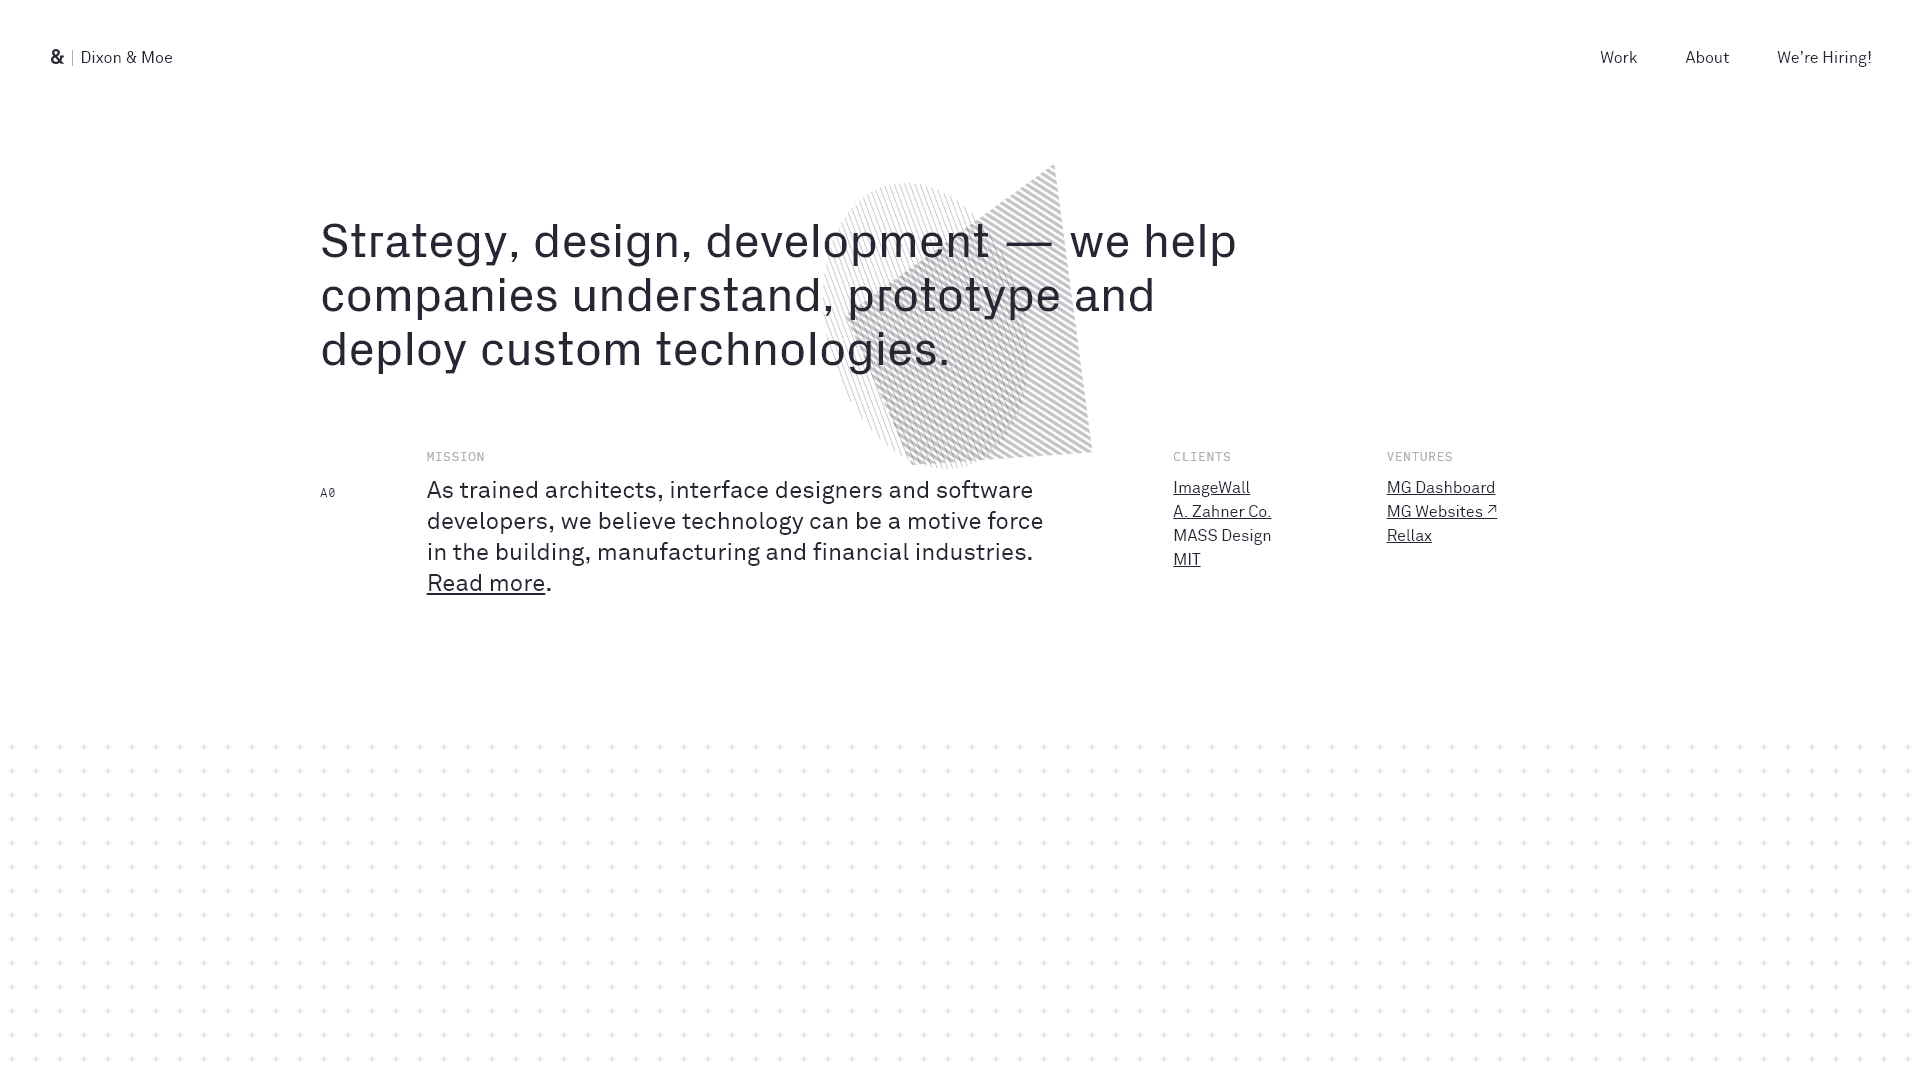 & | Dixon & Moe
Work
About
We're Hiring!
Strategy, design, development — we help
companies understand, prototype and
deploy custom technologies.
A0
MISSION
As trained architects, interface designers and software
developers, we believe technology can be a motive force
in the building, manufacturing and financial industries.
Read more.
CLIENTS
ImageWall
A. Zahner Co.
MASS Design
MIT
VENTURES
MG Dashboard
MG Websites ↗
Rellax